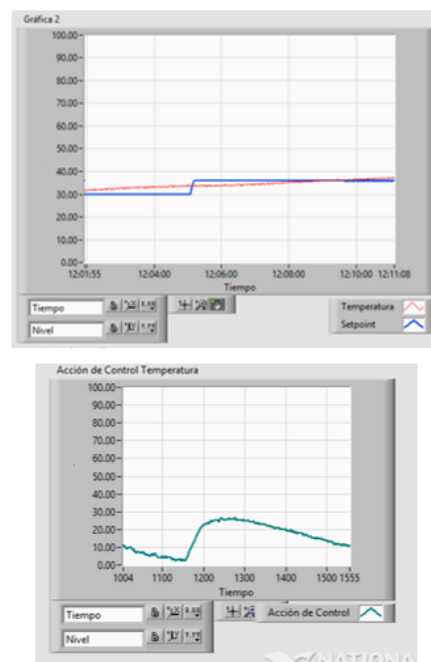 Gráfica 2
100.00
90.00
80.00
70.00
60.00
50.00
40.00
30.00
20.00
10.00
0.00
12:01:55 12:04:00 12:06:00 12:08:00 12:10:00 12:11:08
Tiempo
Tiempo
Nivel
Temperatura
Setpoint
Acción de Control Temperatura
100.00
90.00
80.00
70.00
60.00
50.00
40.00
30.00
20.00
10.00
0.00
1004 1100 1200 1300 1400 1500 1555
Tiempo
Tiempo
Nivel
Acción de Control
NATIONA